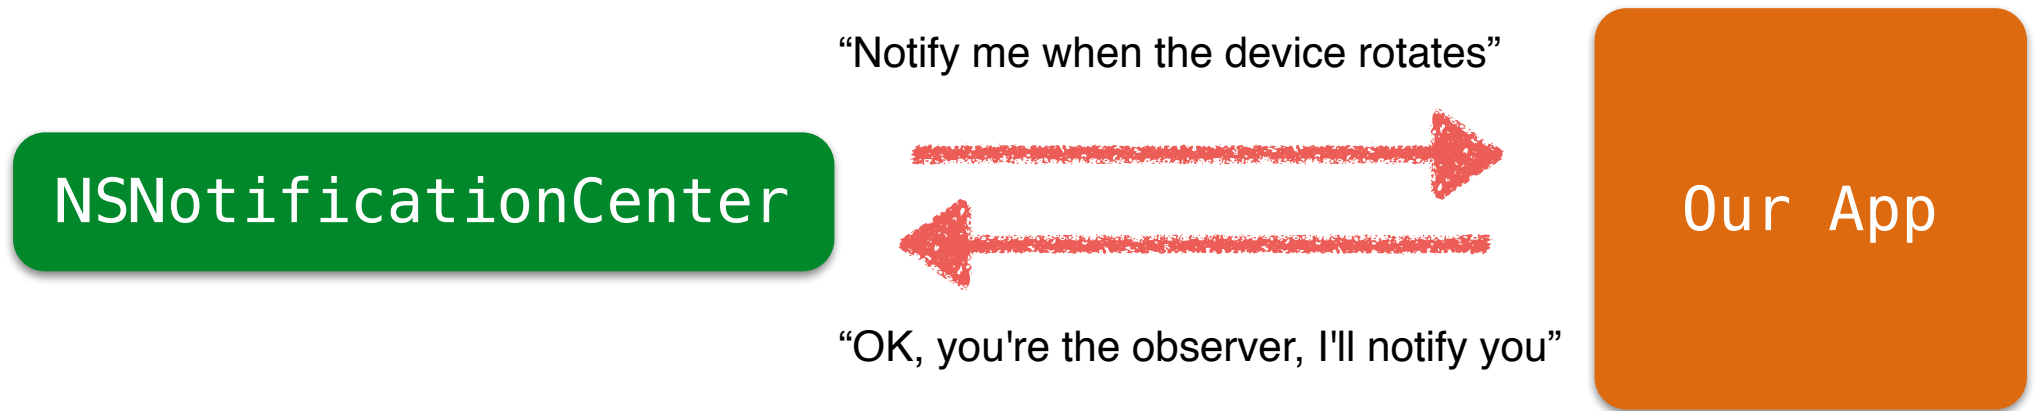 “Notify me when the device rotates”
NSNotificationCenter
Our App
“OK, you're the observer, I'll notify you”